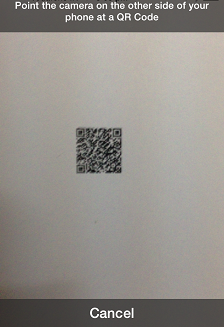 Point the camera on the other side of your
phone at a QR Code
Cancel